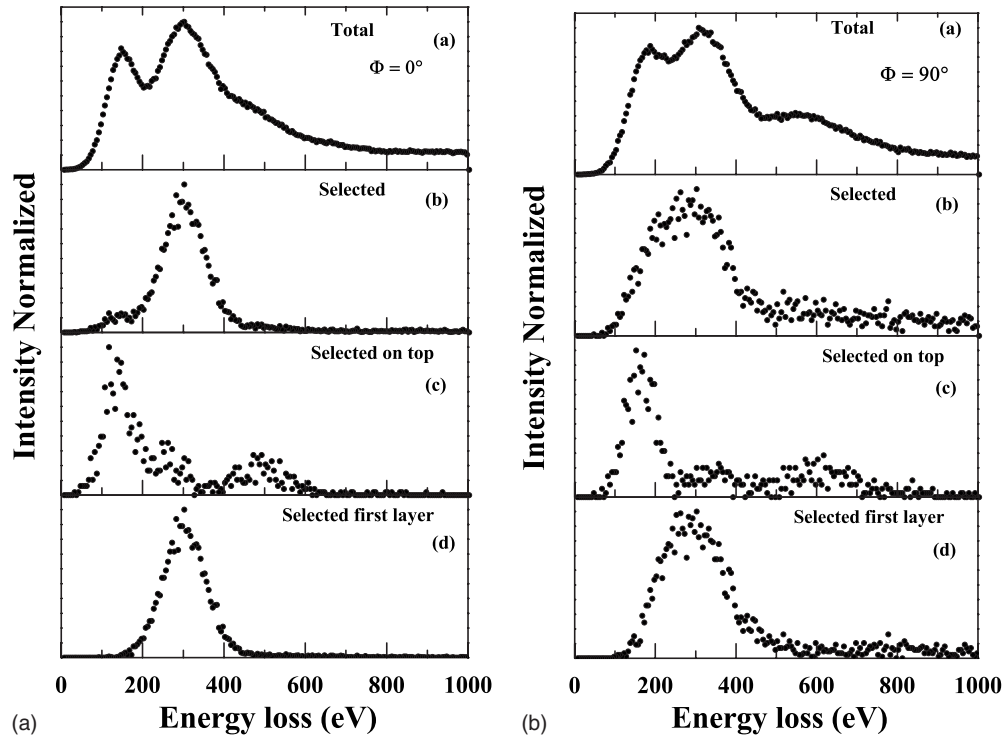 Total
(a)
Φ = 0°
Selected
(b)
Selected on top
(c)
Selected first layer
(d)
Intensity Normalized
0 200 400 600 800 1000
(a)
Energy loss (eV)
Total
(a)
Φ = 90°
Selected
(b)
Selected on top
(c)
Selected first layer
(d)
Intensity Normalized
0 200 400 600 800 1000
(b)
Energy loss (eV)